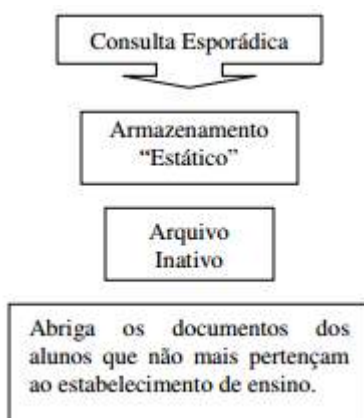 Consulta Esporádica
Armazenamento
“Estático”
Arquivo
Inativo
Abriga os documentos dos
alunos que não mais pertençam
ao estabelecimento de ensino.